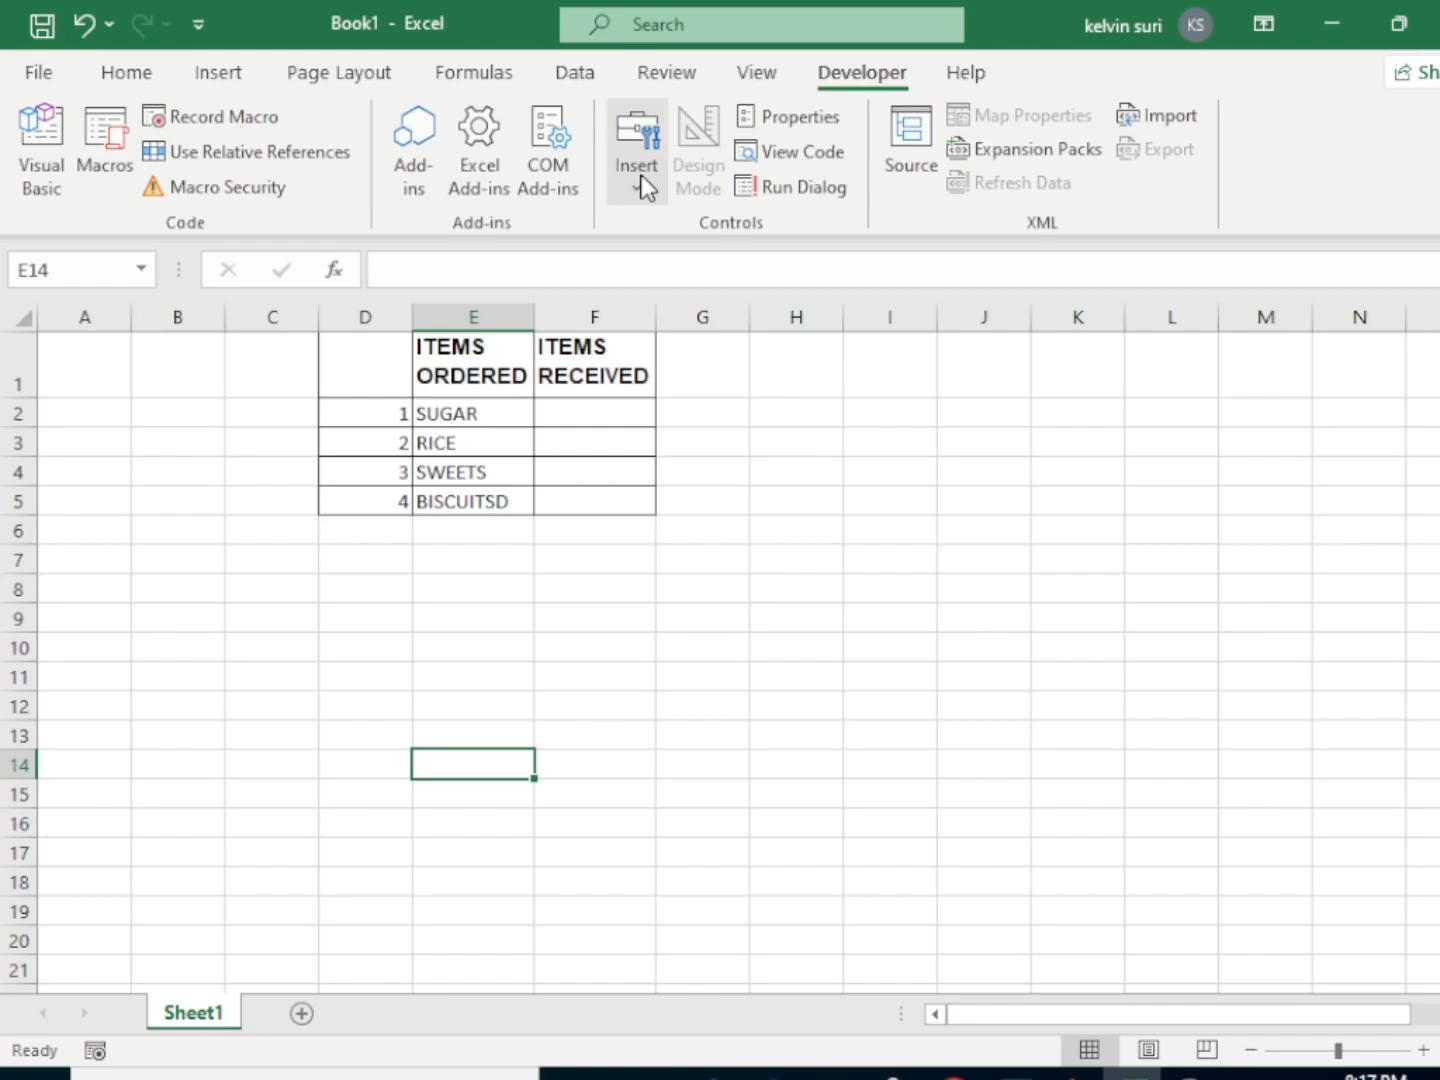 Book1 - Excel
Search
kelvin suri
KS
File Home Insert Page Layout Formulas Data Review View Developer Help
Sh
Visual Basic
Macros
Record Macro
Use Relative References
Macro Security
Code
Add-ins
Excel Add-ins
COM Add-ins
Add-ins
Insert
Design Mode
Properties
View Code
Run Dialog
Controls
Source
Map Properties
Expansion Packs
Refresh Data
Import
Export
XML
E14
fx
A B C D E F G H I J K L M N
1 ITEMS ORDERED ITEMS RECEIVED
2 1 SUGAR
3 2 RICE
4 3 SWEETS
5 4 BISCUITSD
6
7
8
9
10
11
12
13
14
15
16
17
18
19
20
21
Sheet1
Ready